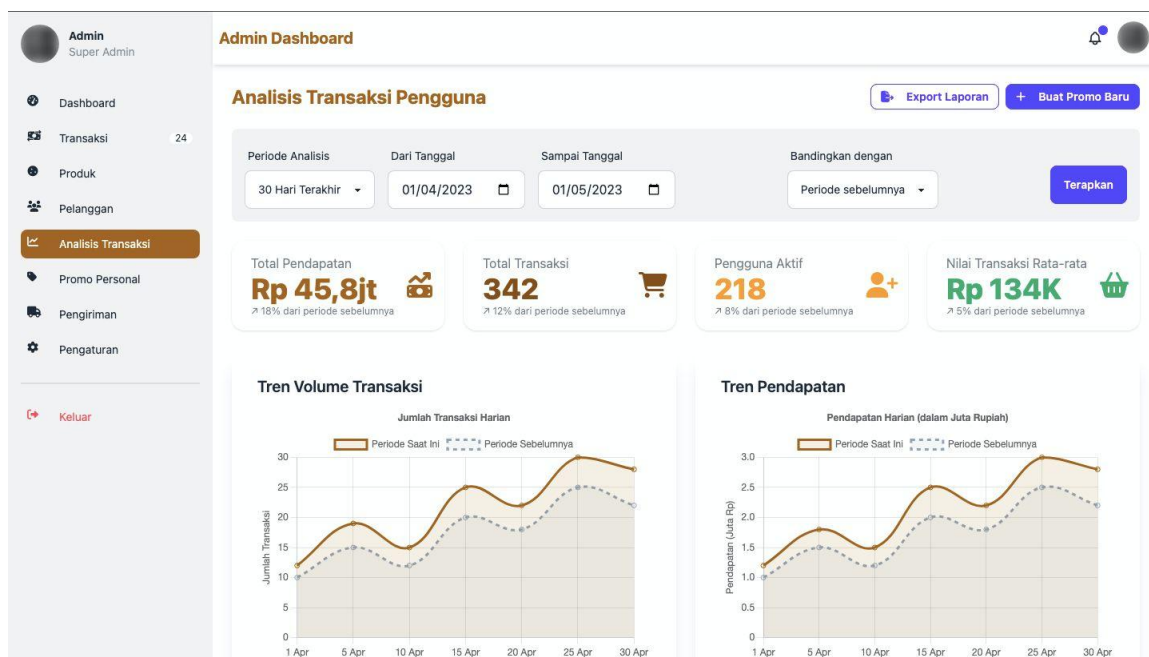 Admin
Super Admin
Dashboard
Transaksi 24
Produk
Pelanggan
Analisis Transaksi
Promo Personal
Pengiriman
Pengaturan
Keluar
Admin Dashboard
Analisis Transaksi Pengguna
Export Laporan
+ Buat Promo Baru
Periode Analisis
30 Hari Terakhir
Dari Tanggal
01/04/2023
Sampai Tanggal
01/05/2023
Bandingkan dengan
Periode sebelumnya
Terapkan
Total Pendapatan
Rp 45,8jt
↗ 18% dari periode sebelumnya
Total Transaksi
342
↗ 12% dari periode sebelumnya
Pengguna Aktif
218
↗ 8% dari periode sebelumnya
Nilai Transaksi Rata-rata
Rp 134K
↗ 5% dari periode sebelumnya
Tren Volume Transaksi
Jumlah Transaksi Harian
Periode Saat Ini Periode Sebelumnya
Jumlah Transaksi
30
25
20
15
10
5
0
1 Apr 5 Apr 10 Apr 15 Apr 20 Apr 25 Apr 30 Apr
Tren Pendapatan
Pendapatan Harian (dalam Juta Rupiah)
Periode Saat Ini Periode Sebelumnya
Pendapatan (Juta Rp)
3.0
2.5
2.0
1.5
1.0
0.5
0
1 Apr 5 Apr 10 Apr 15 Apr 20 Apr 25 Apr 30 Apr